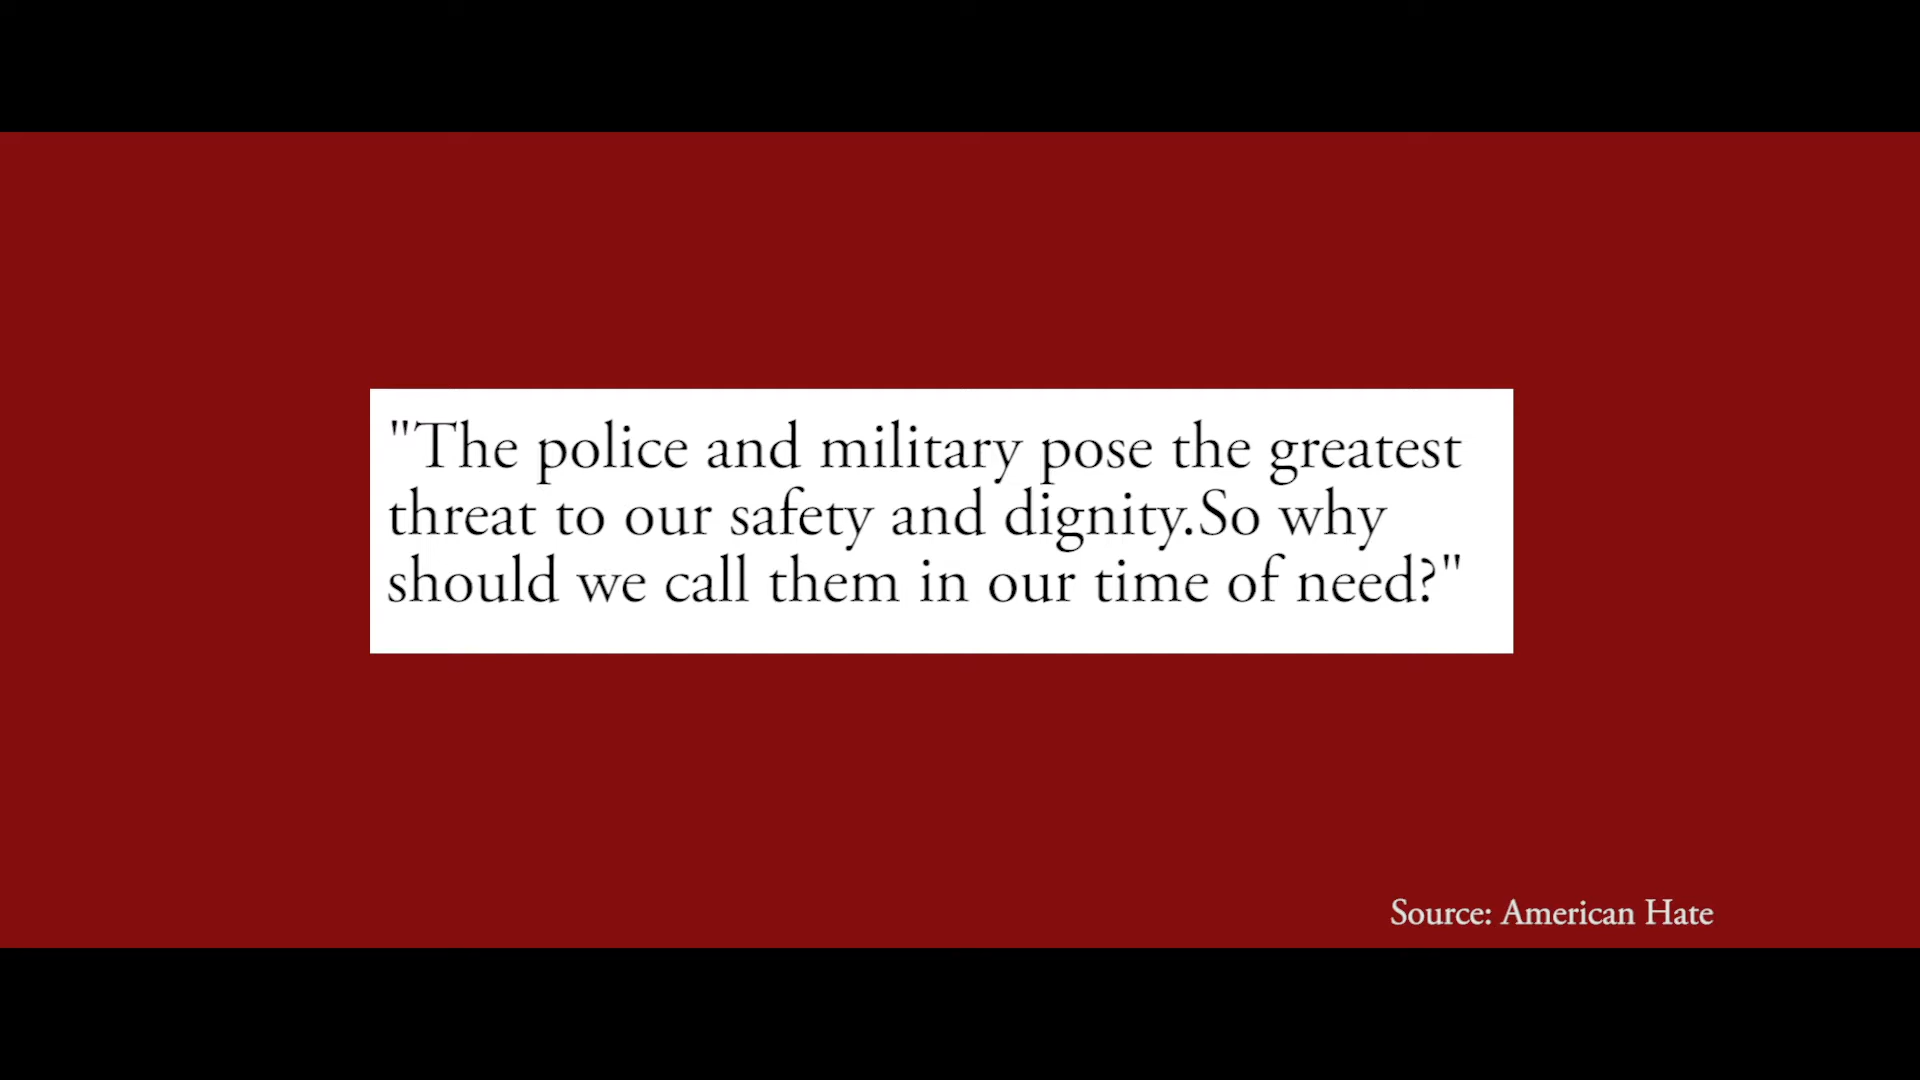 "The police and military pose the greatest
threat to our safety and dignity.So why
should we call them in our time of need?"
Source: American Hate